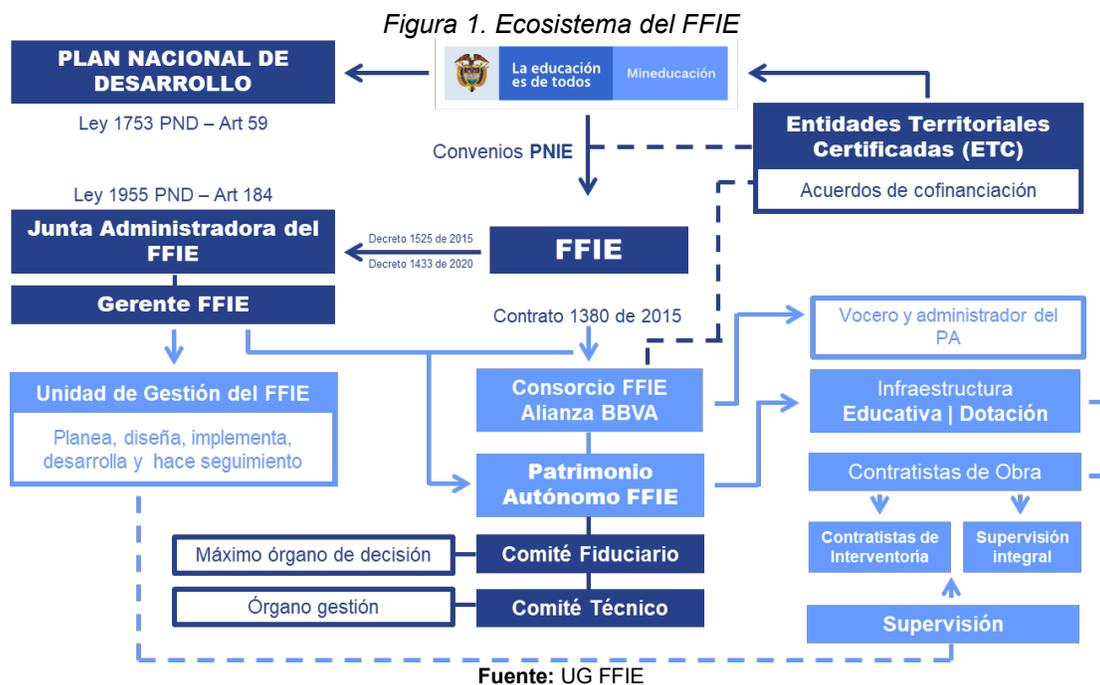 Figura 1. Ecosistema del FFIE
PLAN NACIONAL DE
DESARROLLO
La educación
es de todos
Mineducación
Ley 1753 PND – Art 59
Entidades Territoriales
Certificadas (ETC)
Convenios PNIE
Acuerdos de cofinanciación
Ley 1955 PND – Art 184
Junta Administradora del
FFIE
Decreto 1525 de 2015
Decreto 1433 de 2020
FFIE
Gerente FFIE
Contrato 1380 de 2015
Vocero y administrador del
PA
Unidad de Gestión del FFIE
Planea, diseña, implementa,
desarrolla y hace seguimiento
Consorcio FFIE
Alianza BBVA
Infraestructura
Educativa | Dotación
Patrimonio
Autónomo FFIE
Contratistas de Obra
Contratistas de
Interventoría
Supervisión
integral
Máximo órgano de decisión
Comité Fiduciario
Órgano gestión
Comité Técnico
Supervisión
Fuente: UG FFIE